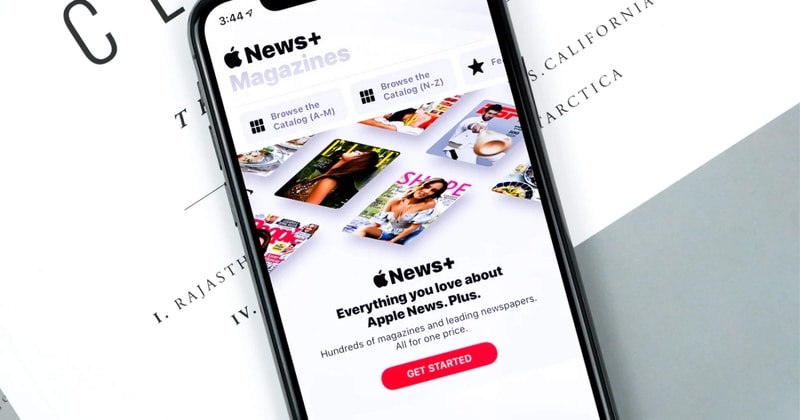 3:44
News+
Magazines
Browse the
Catalog (A-M)
Browse the
Catalog (N-Z)
Fe
SHAPE
People
News+
Everything you love about
Apple News. Plus.
Hundreds of magazines and leading newspapers.
All for one price.
GET STARTED
C
S. CALIFORNIA
I. RAJASTH
IV.